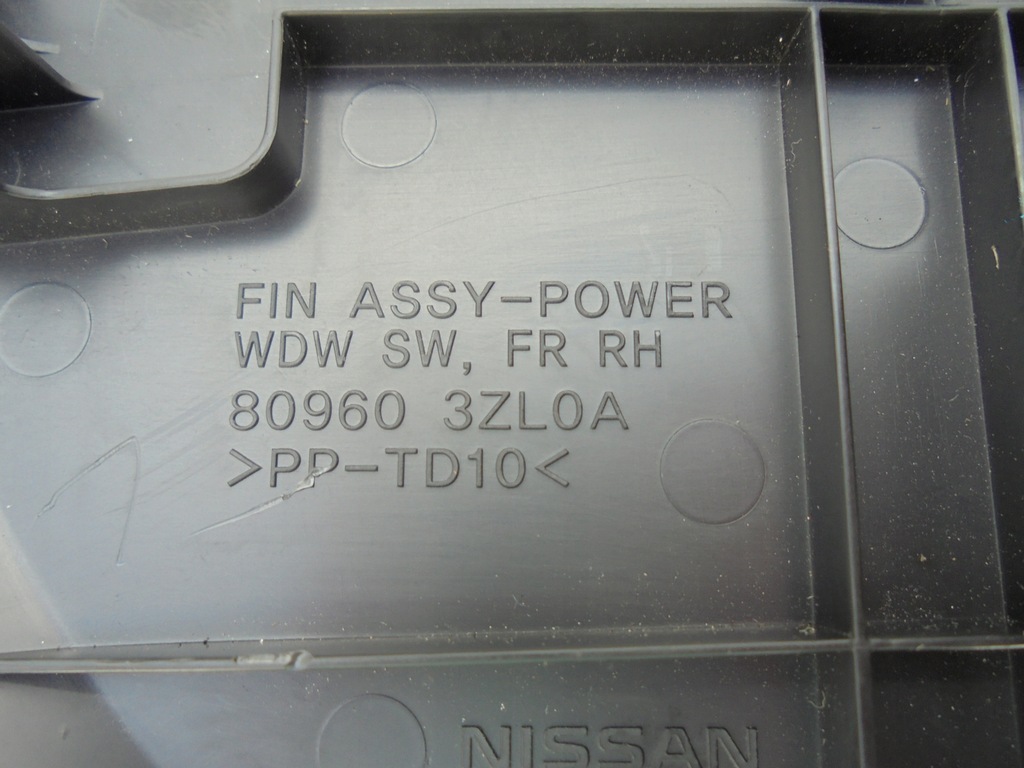 FIN ASSY-POWER
WDW SW, FR RH
80960 3ZL0A
>PP-TD10<
NISSAN